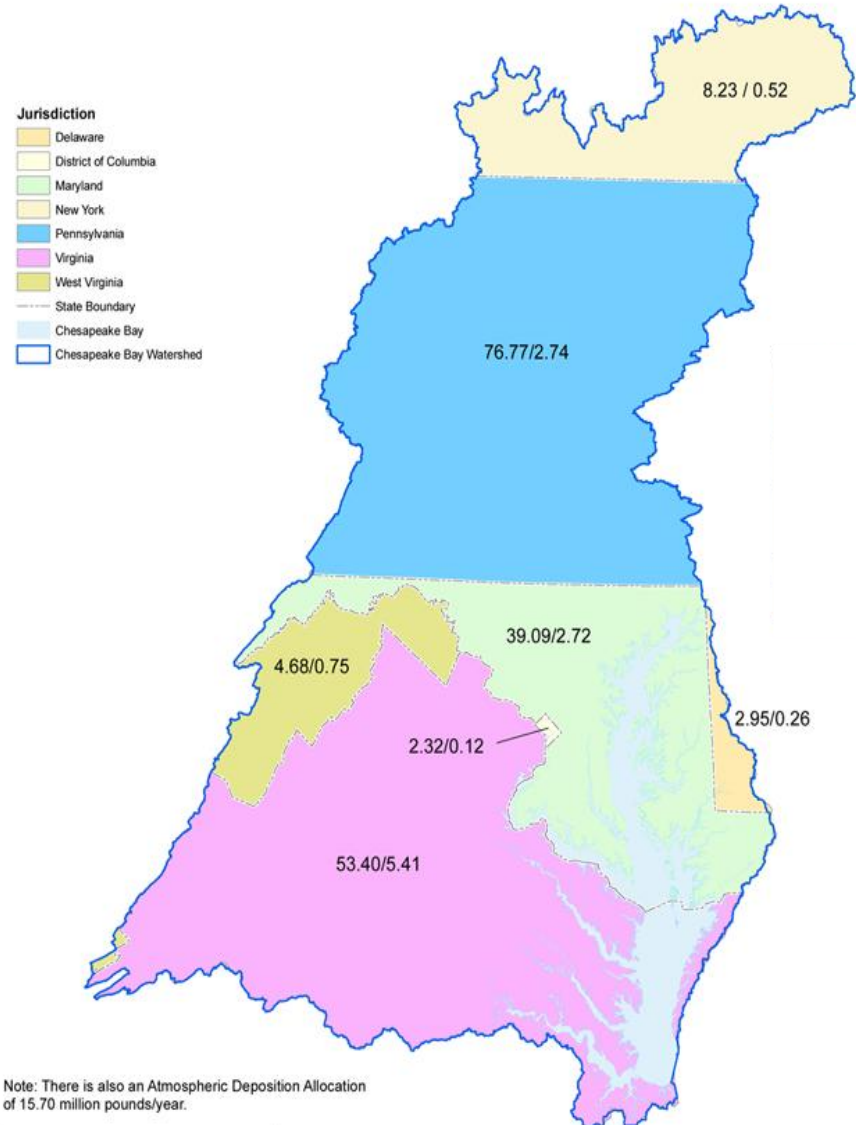 8.23 / 0.52
Jurisdiction
Delaware
District of Columbia
Maryland
New York
Pennsylvania
Virginia
West Virginia
State Boundary
Chesapeake Bay
Chesapeake Bay Watershed
76.77/2.74
39.09/2.72
4.68/0.75
2.95/0.26
2.32/0.12
53.40/5.41
Note: There is also an Atmospheric Deposition Allocation
of 15.70 million pounds/year.